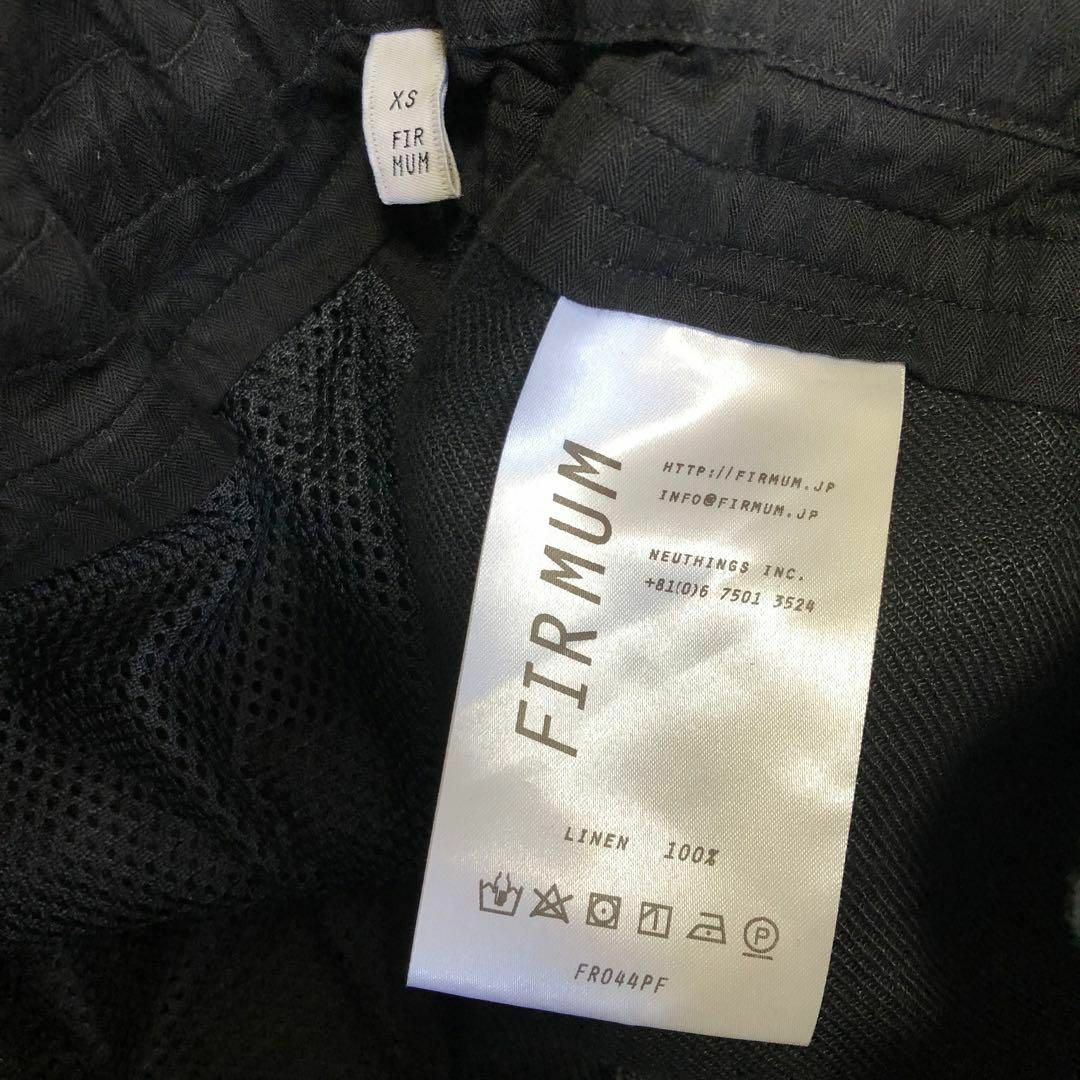 XS
FIR
MUM
FIRMUM
HTTP://FIRMUM.JP
INFO@FIRMUM.JP
NEUTHINGS INC.
+81(0)6 7501 3524
LINEN 100%
P
FR044PF